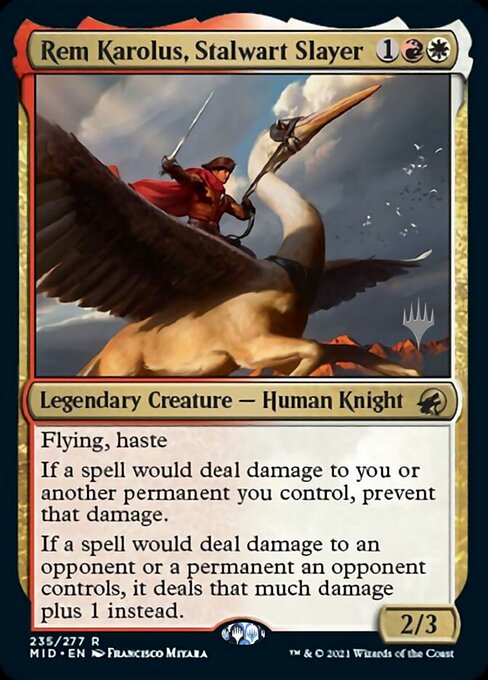 Rem Karolus, Stalwart Slayer 1
Legendary Creature — Human Knight
Flying, haste
If a spell would deal damage to you or
another permanent you control, prevent
that damage.
If a spell would deal damage to an
opponent or a permanent an opponent
controls, it deals that much damage
plus 1 instead.
2/3
235/277 R
MID • EN Francisco Miyara
™ & © 2021 Wizards of the Coast